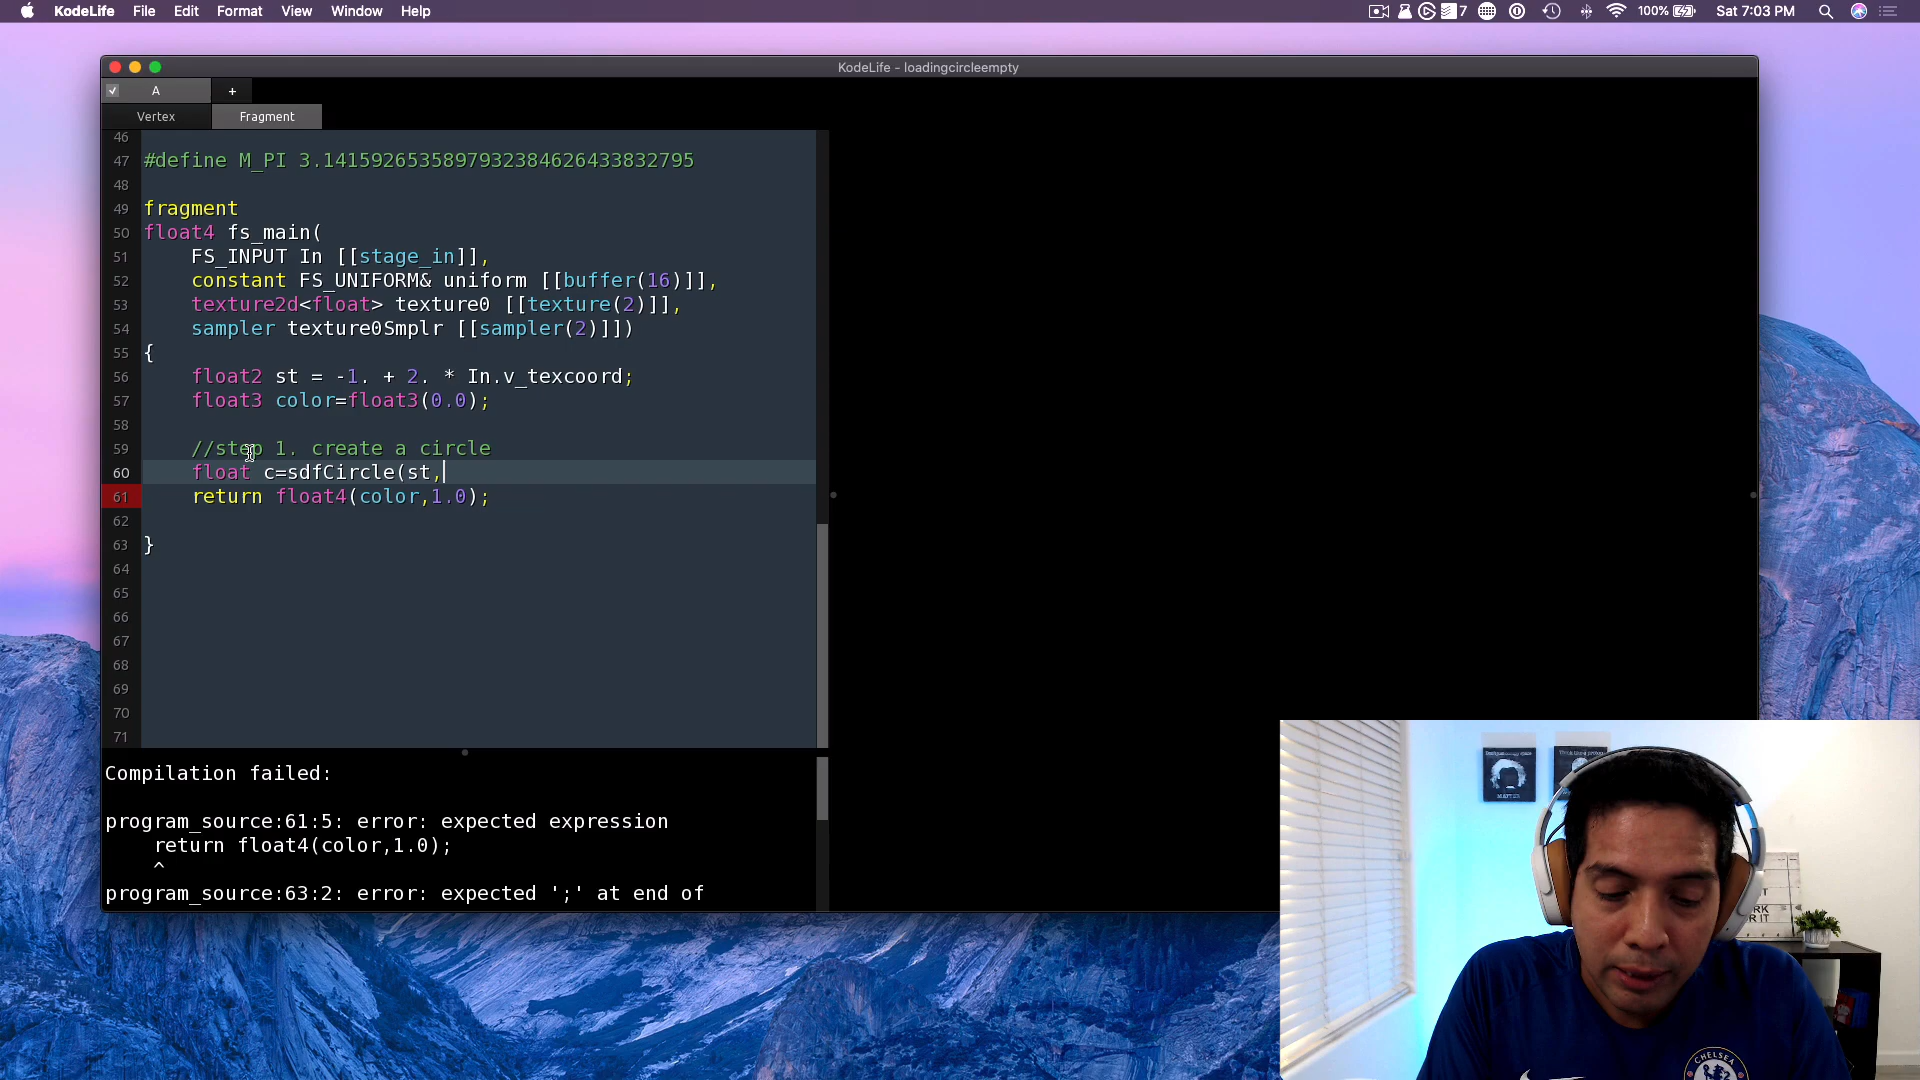 KodeLife File Edit Format View Window Help
7 100% Sat 7:03 PM
KodeLife - loadingcircleempty
A +
Vertex Fragment
46
47 #define M_PI 3.1415926535897932384626433832795
48
49 fragment
50 float4 fs_main(
51 FS_INPUT In [[stage_in]],
52 constant FS_UNIFORM& uniform [[buffer(16)]],
53 texture2d<float> texture0 [[texture(2)]],
54 sampler texture0Smplr [[sampler(2)]])
55 {
56 float2 st = -1. + 2. * In.v_texcoord;
57 float3 color=float3(0.0);
58
59 //step 1. create a circle
60 float c=sdfCircle(st,
61 return float4(color,1.0);
62
63 }
64
65
66
67
68
69
70
71
Compilation failed:
program_source:61:5: error: expected expression
return float4(color,1.0);
^
program_source:63:2: error: expected ';' at end of
MATTER
CHELSEA